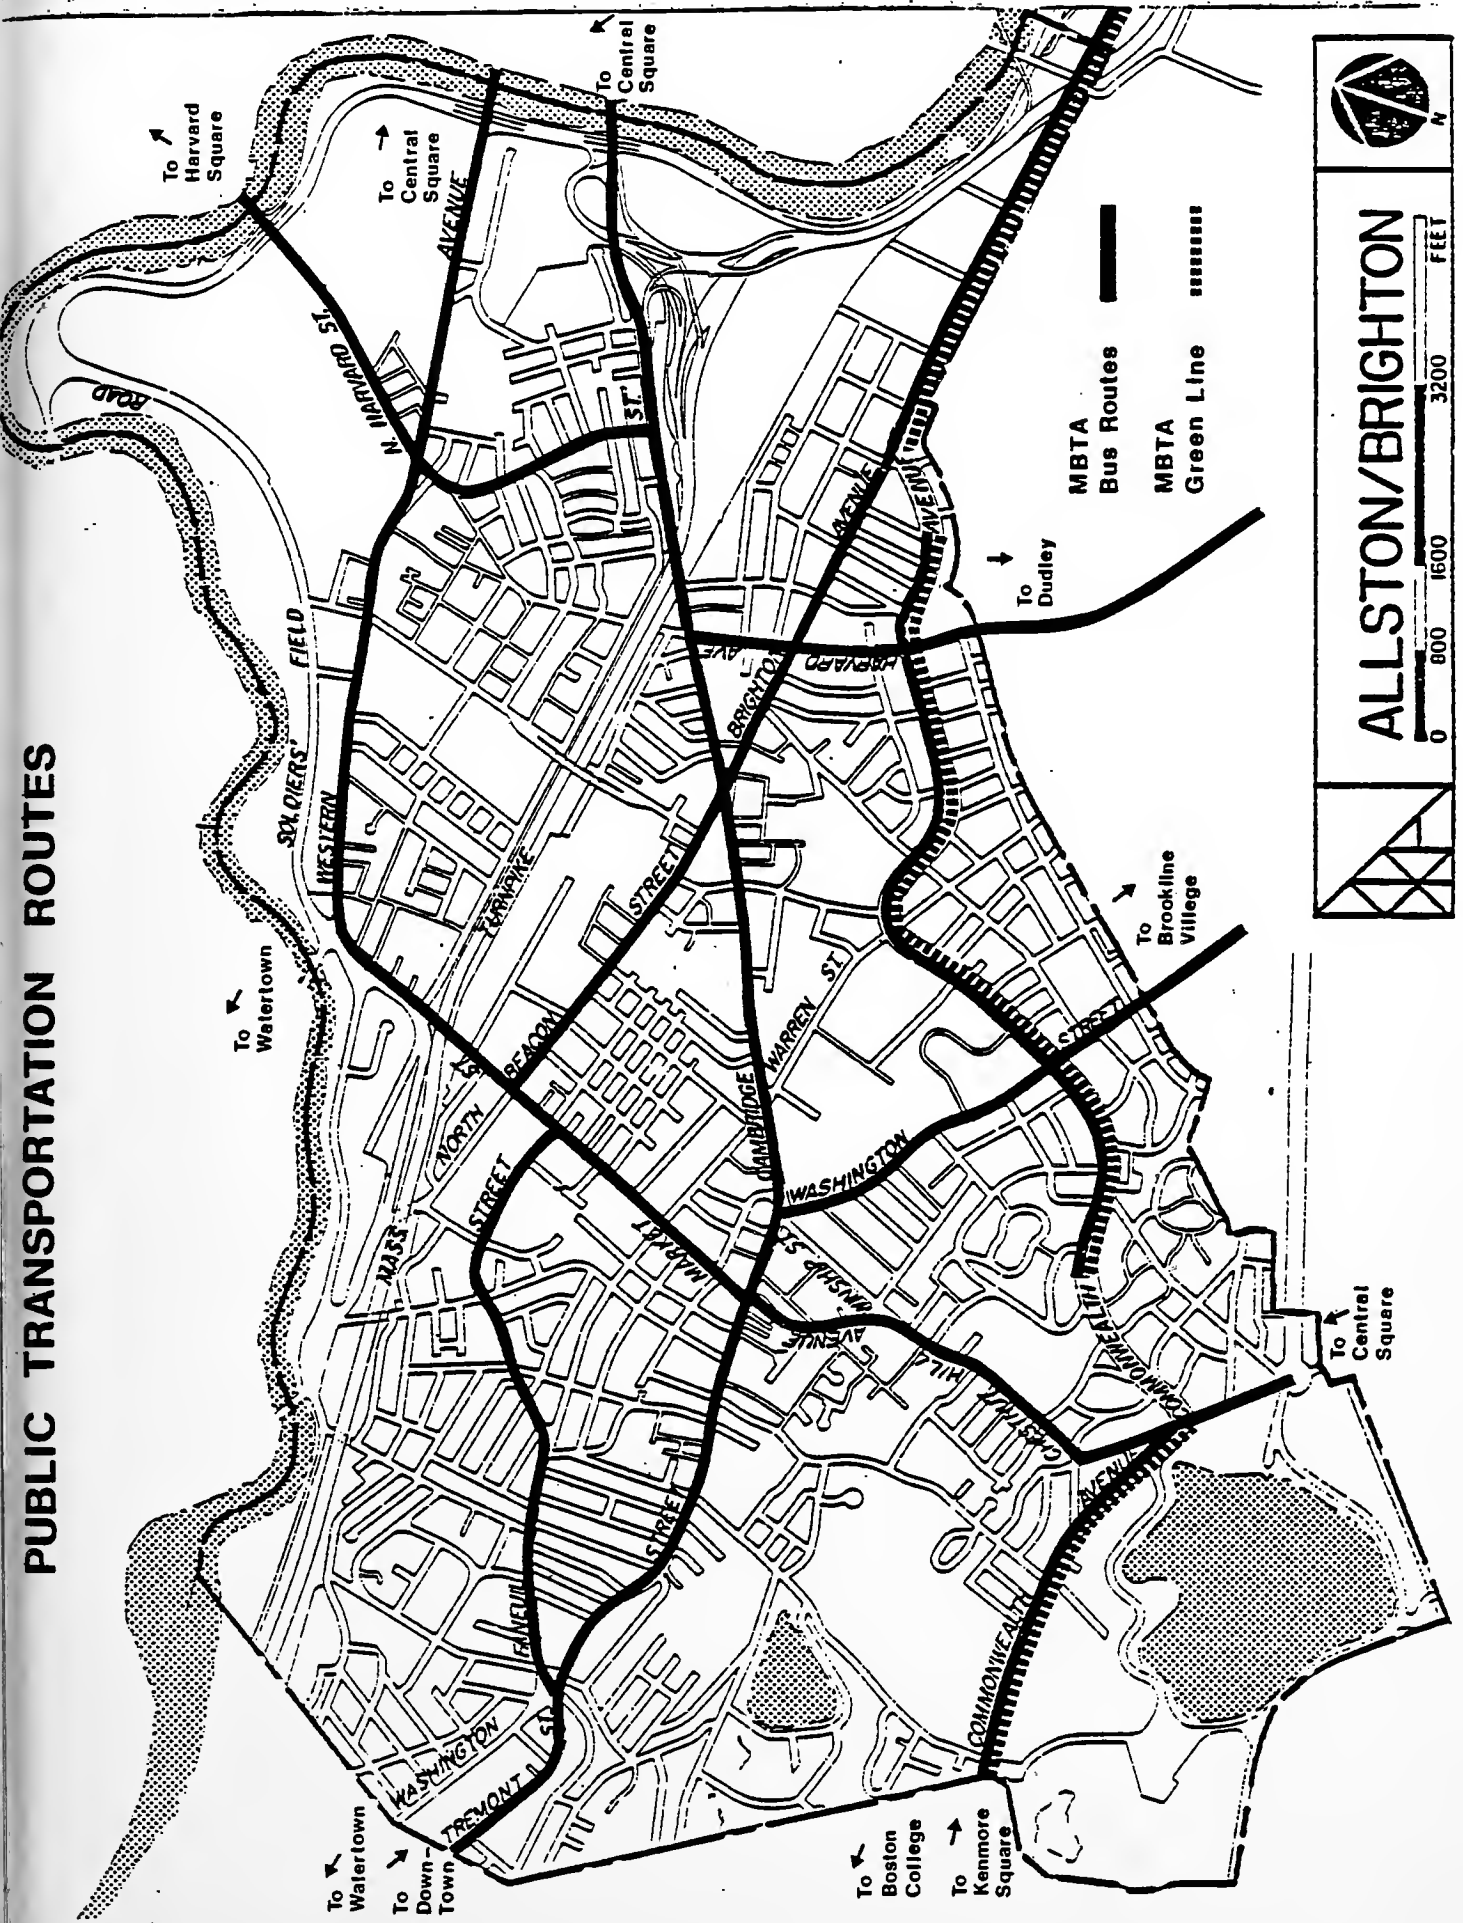 PUBLIC TRANSPORTATION ROUTES
To
Watertown
To
Down-
Town
To
Watertown
To
Harvard
Square
To
Central
Square
To
Central
Square
To
Boston
College
To
Kenmore
Square
To
Central
Square
To
Brookline
Village
To
Dudley
SOLDIERS'
FIELD
ROAD
WESTERN
AVENUE
N. HARVARD ST.
ST.
MASS
TURNPIKE
NORTH
BEACON
STREET
BRIGHTON
AVENUE
HARVARD
AVE
CAMBRIDGE
ST.
WARREN
ST.
FANEUIL
STREET
MARKET
ST.
WASHINGTON
STREET
WASHINGTON
STREET
TREMONT
ST.
WINSHIP ST.
CHESTNUT
HILL
AVENUE
COMMONWEALTH
AVENUE
COMMONWEALTH
COMMONWEALTH
AVENUE
MBTA
Bus Routes
MBTA
Green Line
ALLSTON/BRIGHTON
0 800 1600 3200 FEET
N